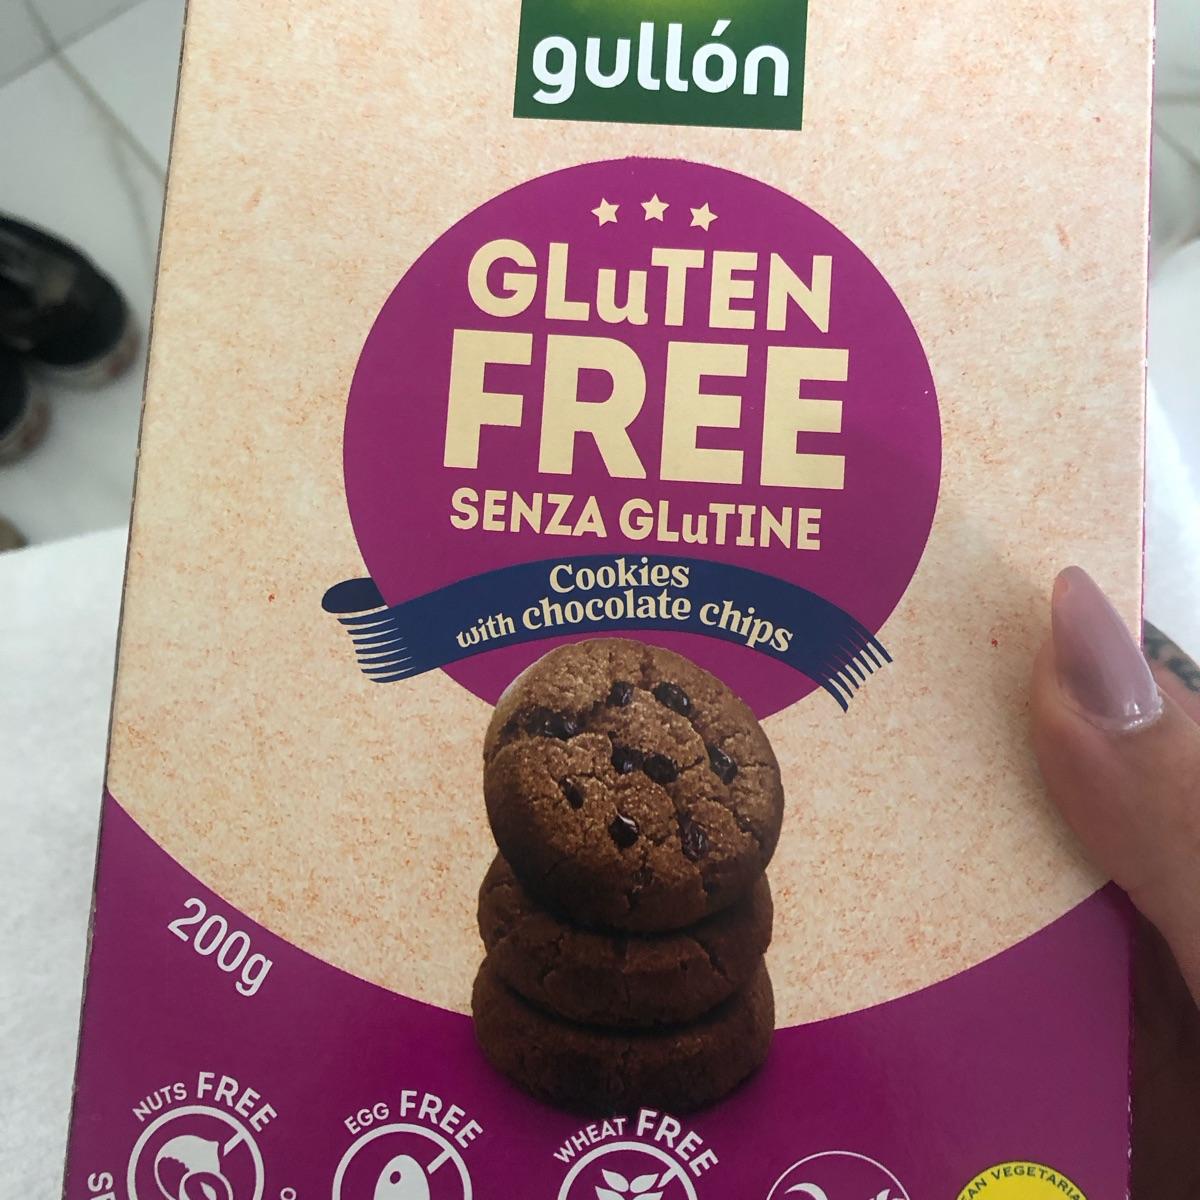 gullón
GLuTEN
FREE
SENZA GLuTINE
Cookies
with chocolate chips
200g
NUTS FREE
EGG FREE
WHEAT FREE